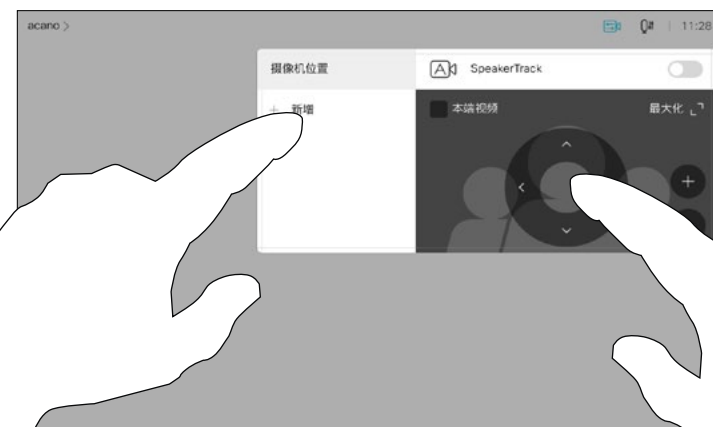 acano >
11:28
摄像机位置
A SpeakerTrack
+ 新增
本端视频
最大化